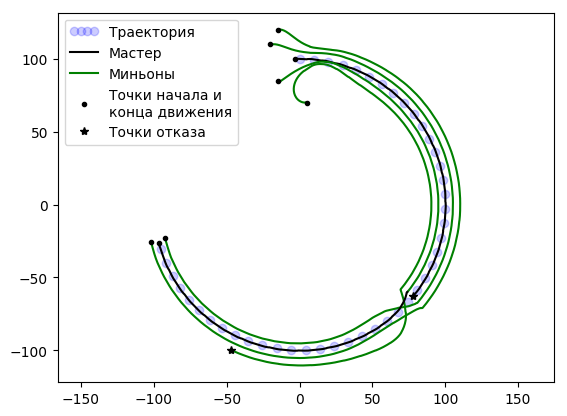 Траектория
Мастер
Миньоны
Точки начала и
конца движения
Точки отказа
100
50
0
−50
−100
−150 −100 −50 0 50 100 150